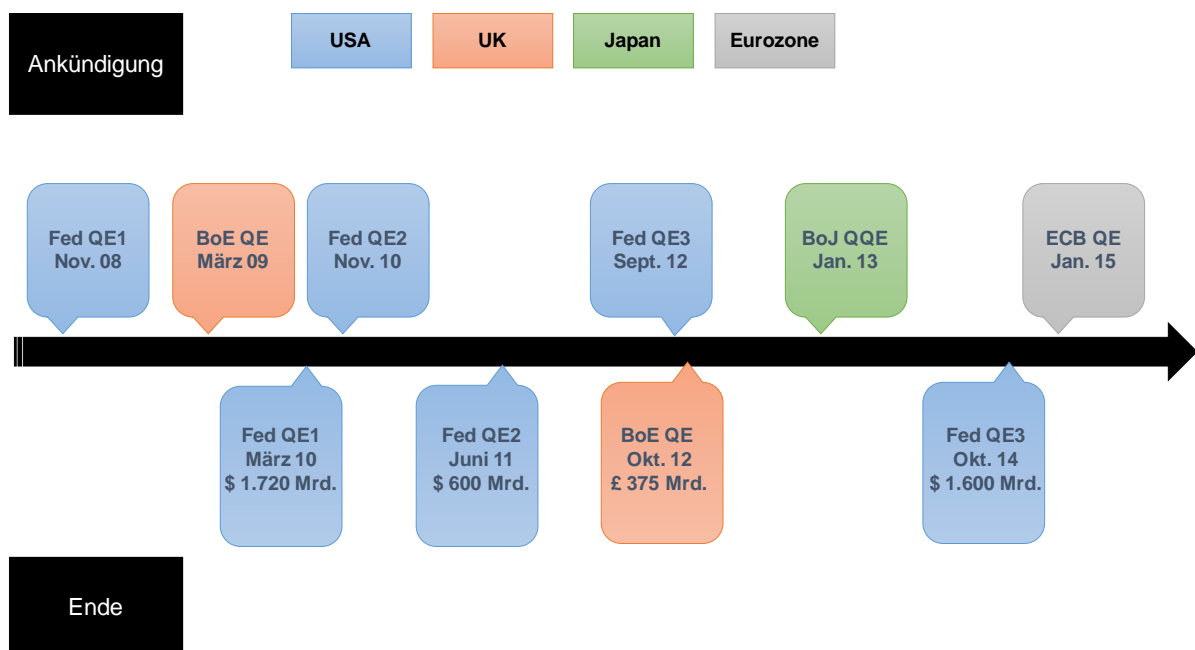 Ankündigung
USA
UK
Japan
Eurozone
Fed QE1
Nov. 08
BoE QE
März 09
Fed QE2
Nov. 10
Fed QE3
Sept. 12
BoJ QQE
Jan. 13
ECB QE
Jan. 15
Fed QE1
März 10
$ 1.720 Mrd.
Fed QE2
Juni 11
$ 600 Mrd.
BoE QE
Okt. 12
£ 375 Mrd.
Fed QE3
Okt. 14
$ 1.600 Mrd.
Ende